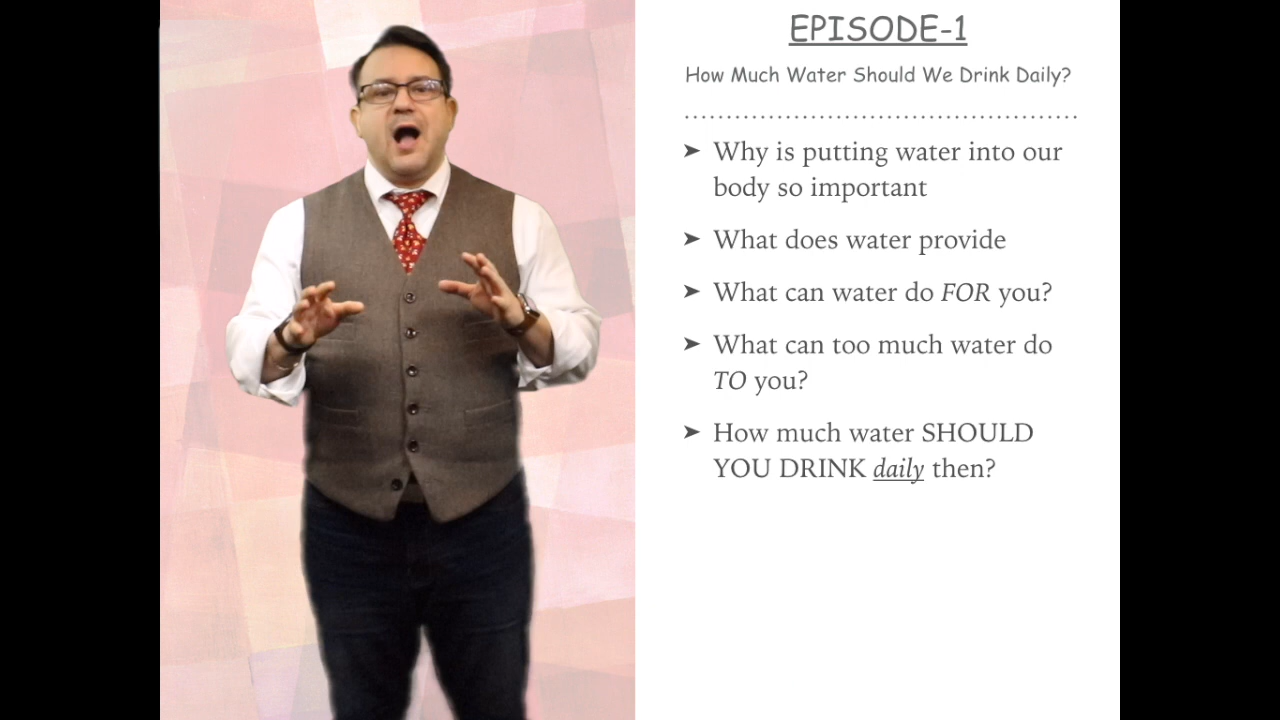 EPISODE-1
How Much Water Should We Drink Daily?
➤ Why is putting water into our
body so important
➤ What does water provide
➤ What can water do FOR you?
➤ What can too much water do
TO you?
➤ How much water SHOULD
YOU DRINK daily then?